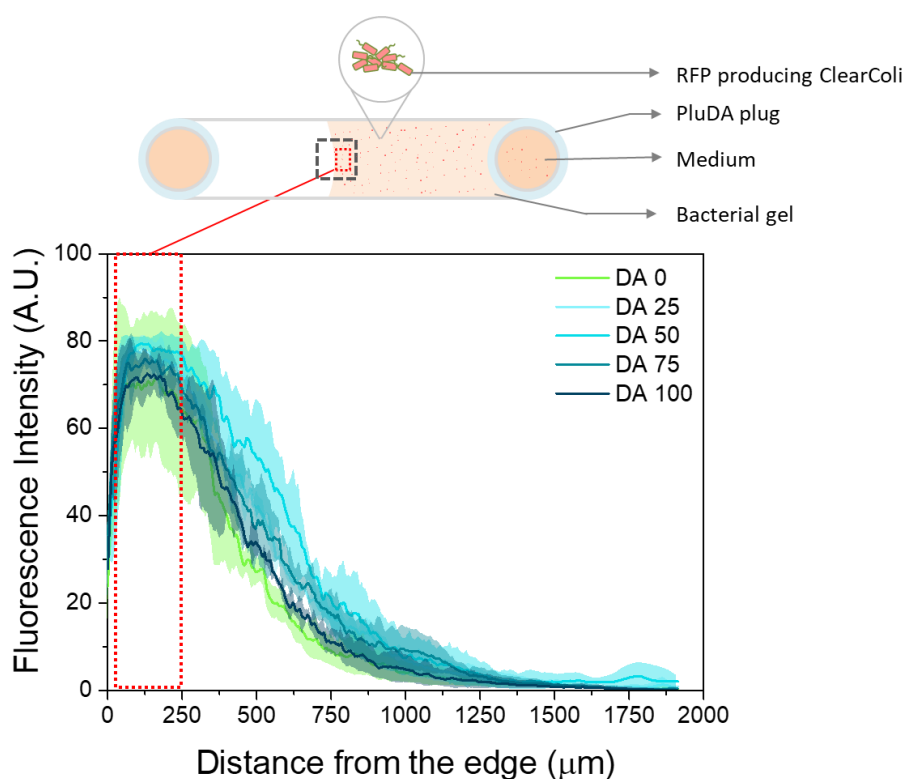 RFP producing ClearColi
PluDA plug
Medium
Bacterial gel
100
80
60
40
20
0
Fluorescence Intensity (A.U.)
DA 0
DA 25
DA 50
DA 75
DA 100
0 250 500 750 1000 1250 1500 1750 2000
Distance from the edge (μm)